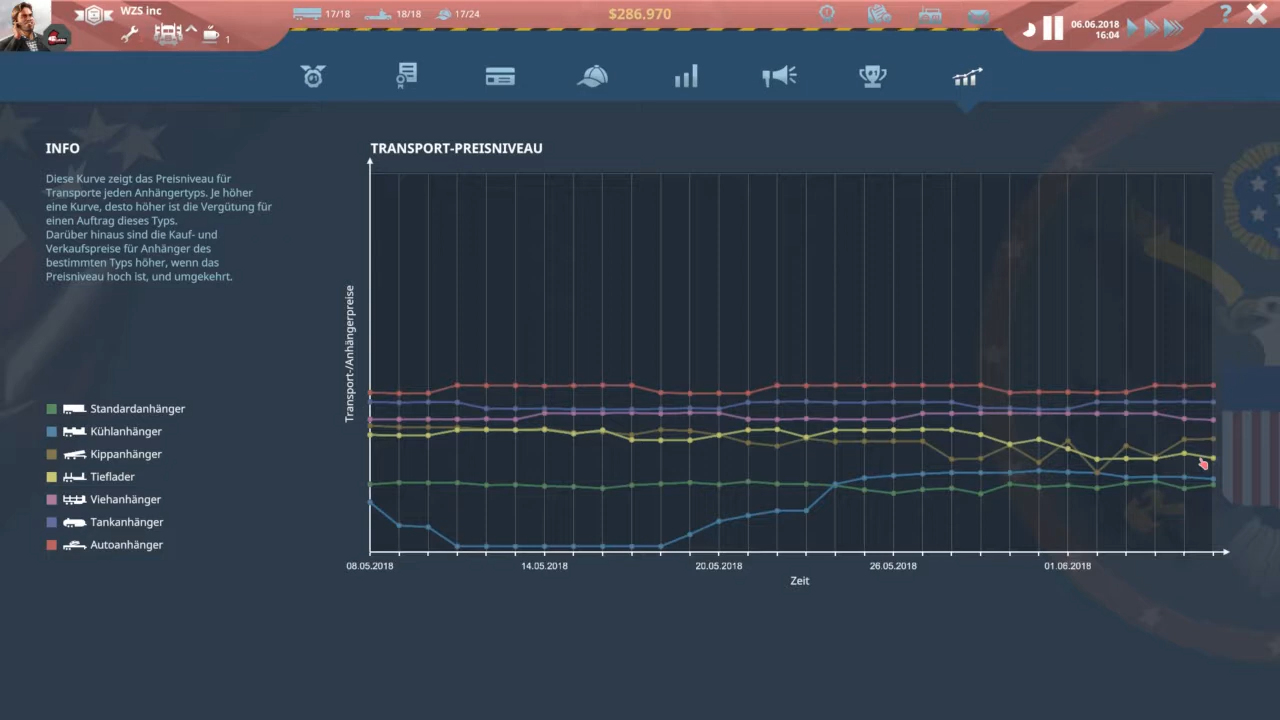 WZS inc
17/18
18/18
17/24
$286.970
06.06.2018
16:04
?
1
INFO
Diese Kurve zeigt das Preisniveau für
Transporte jeden Anhängertyps. Je höher
eine Kurve, desto höher ist die Vergütung für
einen Auftrag dieses Typs.
Darüber hinaus sind die Kauf- und
Verkaufspreise für Anhänger des
bestimmten Typs höher, wenn das
Preisniveau hoch ist, und umgekehrt.
Standardanhänger
Kühlanhänger
Kippanhänger
Tieflader
Viehanhänger
Tankanhänger
Autoanhänger
TRANSPORT-PREISNIVEAU
Transport-/Anhängerpreise
08.05.2018
14.05.2018
20.05.2018
26.05.2018
01.06.2018
Zeit